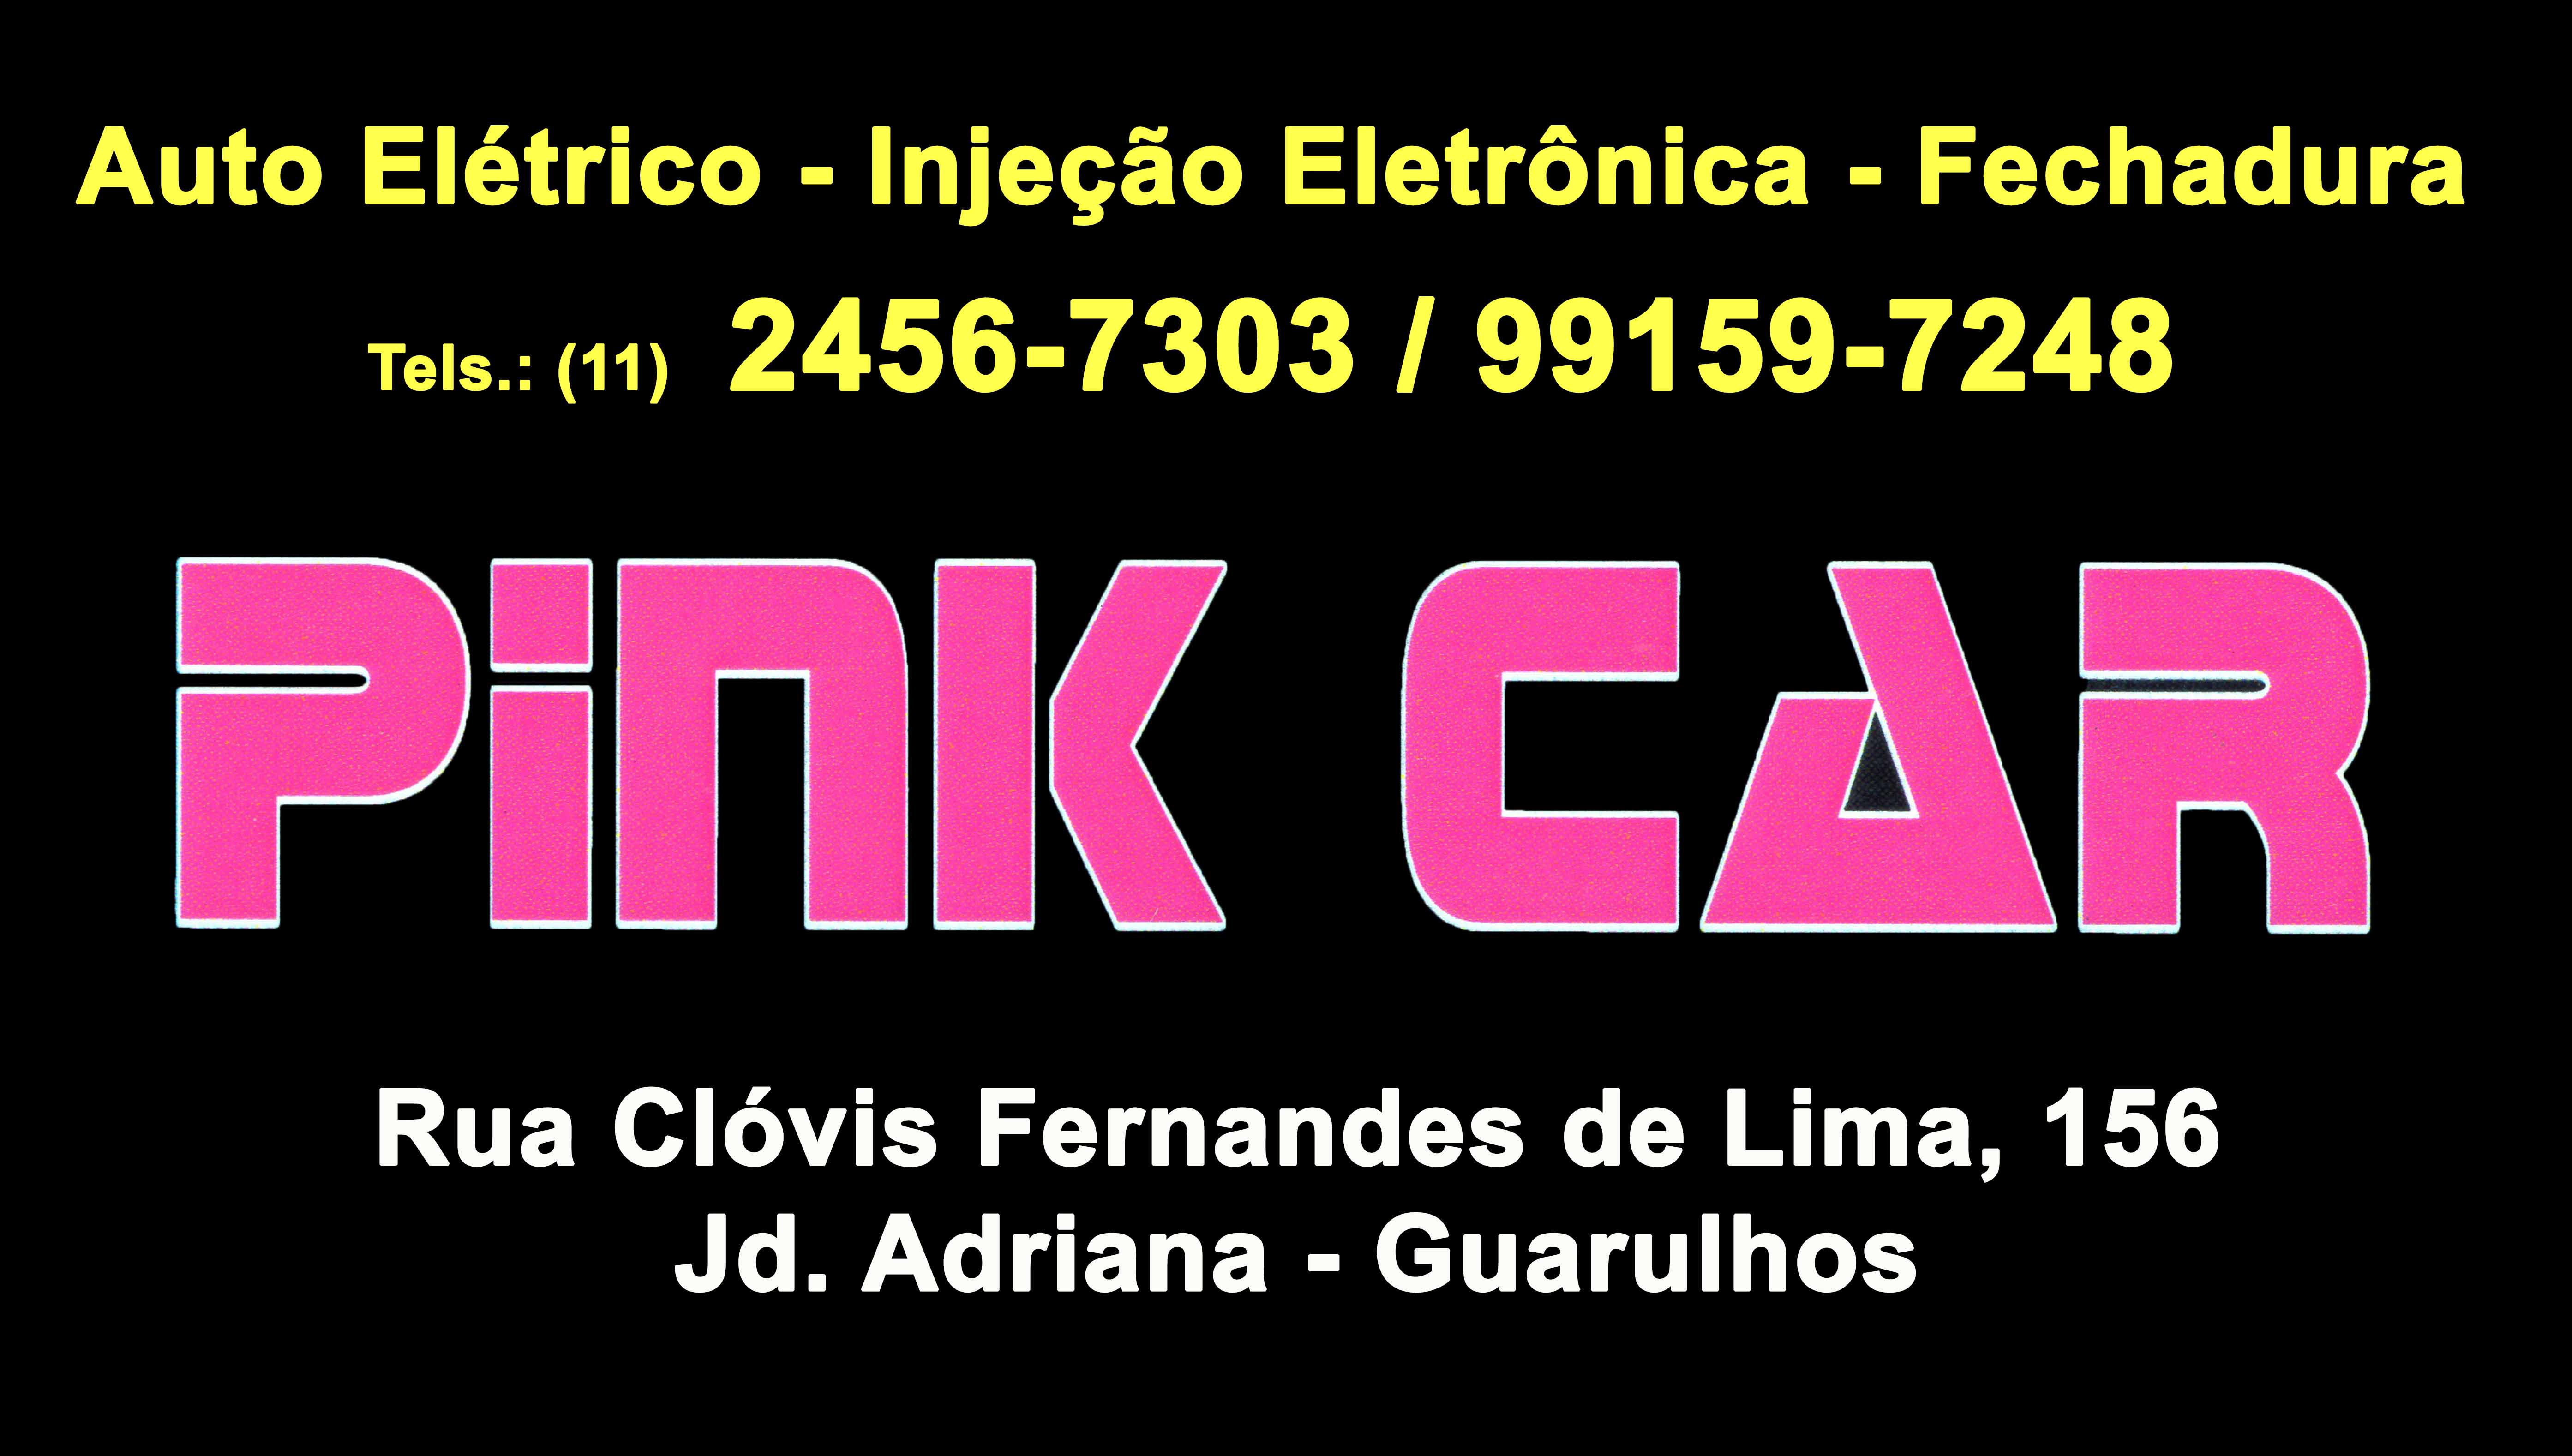 Auto Elétrico - Injeção Eletrônica - Fechadura
Tels.: (11) 2456-7303 / 99159-7248
PiNK CAR
Rua Clóvis Fernandes de Lima, 156
Jd. Adriana - Guarulhos